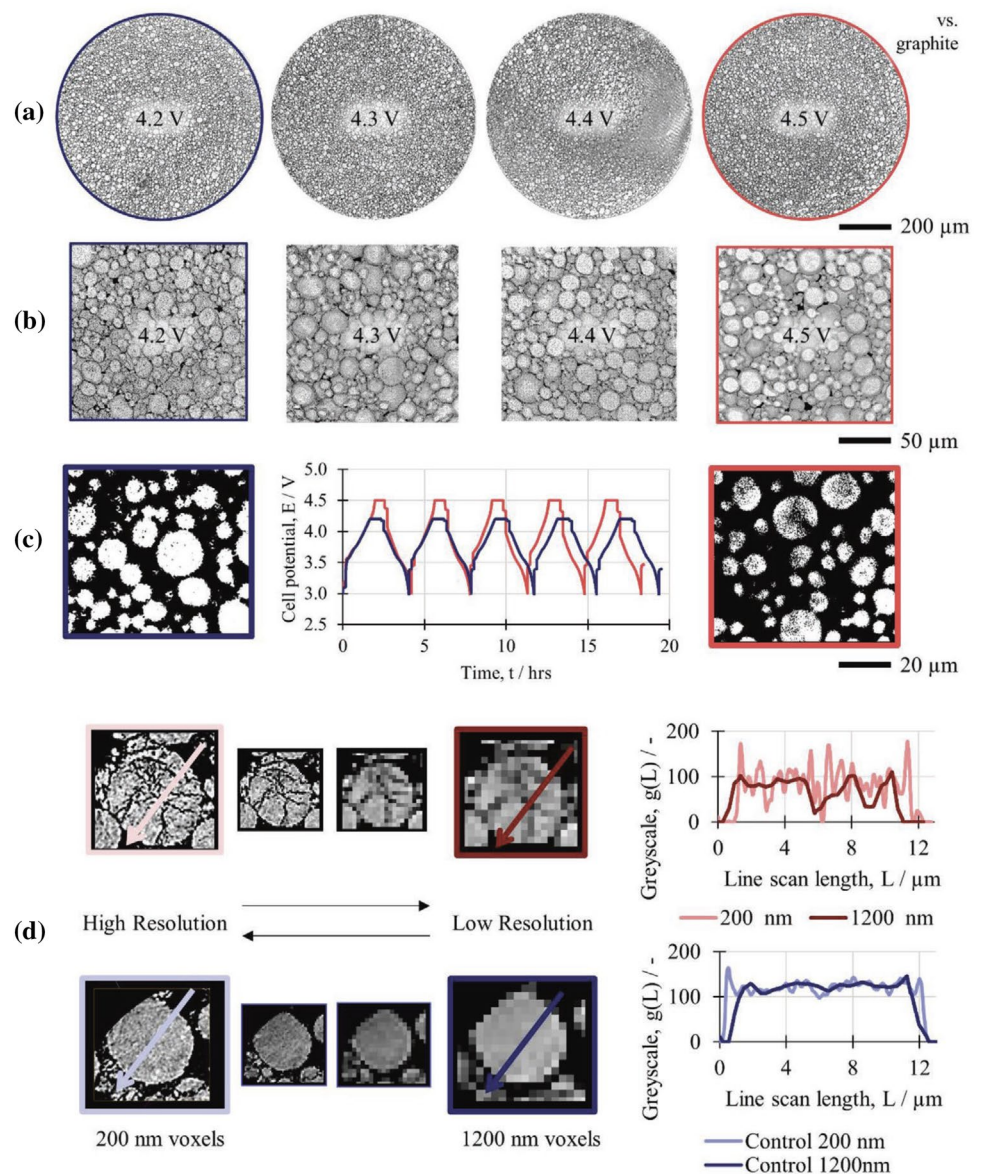 vs.
graphite
(a)
4.2 V
4.3 V
4.4 V
4.5 V
200 µm
(b)
4.2 V
4.3 V
4.4 V
4.5 V
50 µm
(c)
Cell potential, E / V
5.0
4.5
4.0
3.5
3.0
2.5
0 5 10 15 20
Time, t / hrs
20 µm
(d)
High Resolution
Low Resolution
Greyscale, g(L) / -
200
100
0
0 4 8 12
Line scan length, L / µm
200 nm
1200 nm
200 nm voxels
1200 nm voxels
Greyscale, g(L) / -
200
100
0
0 4 8 12
Line scan length, L / µm
Control 200 nm
Control 1200nm